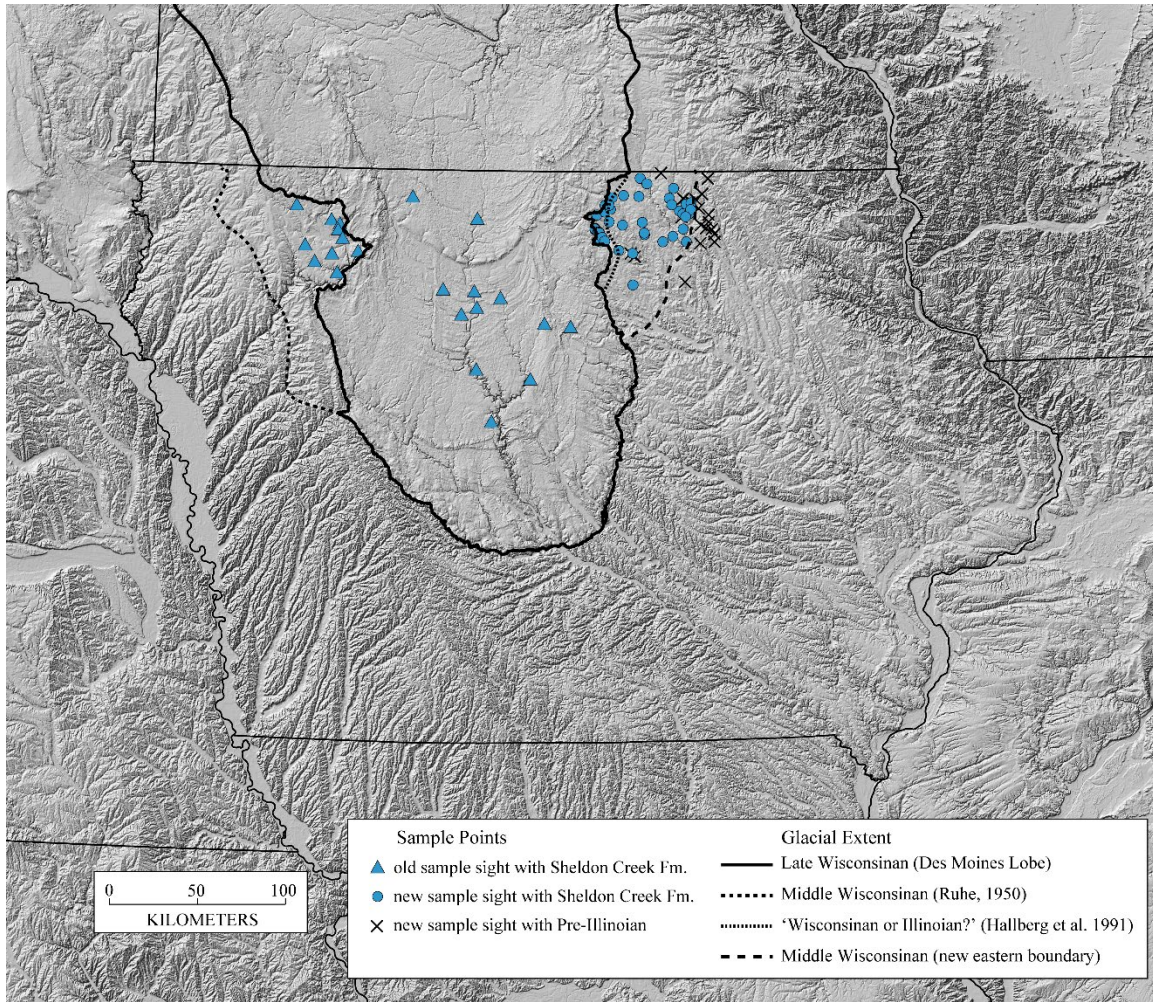 Sample Points
▲ old sample sight with Sheldon Creek Fm.
● new sample sight with Sheldon Creek Fm.
× new sample sight with Pre-Illinoian
Glacial Extent
Late Wisconsinan (Des Moines Lobe)
Middle Wisconsinan (Ruhe, 1950)
‘Wisconsinan or Illinoian?’ (Hallberg et al. 1991)
Middle Wisconsinan (new eastern boundary)
0 50 100
KILOMETERS